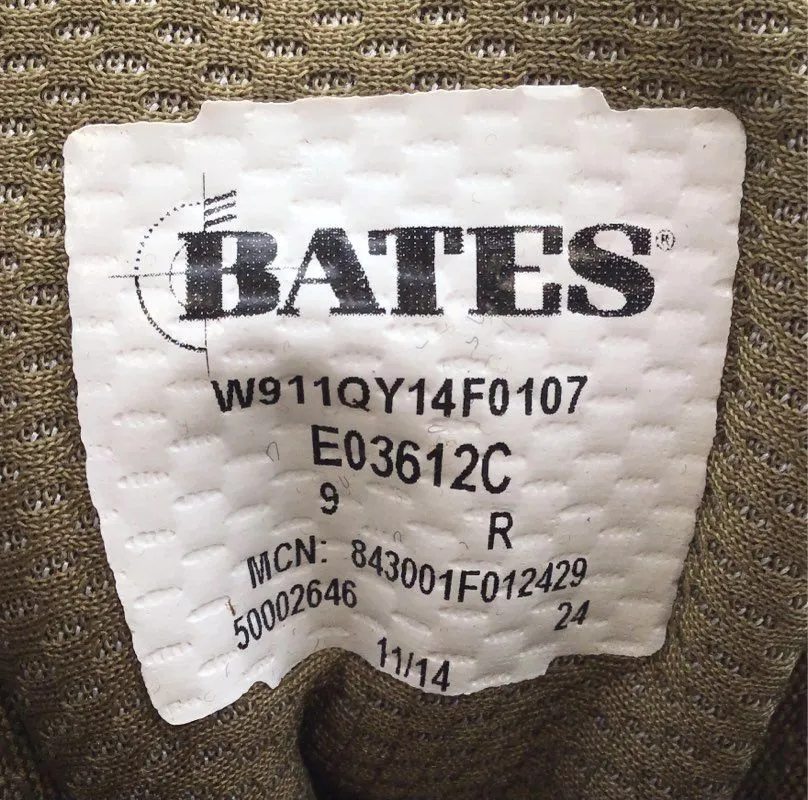 BATES®
W911QY14F0107
E03612C
9 R
MCN: 843001F012429
50002646 24
11/14